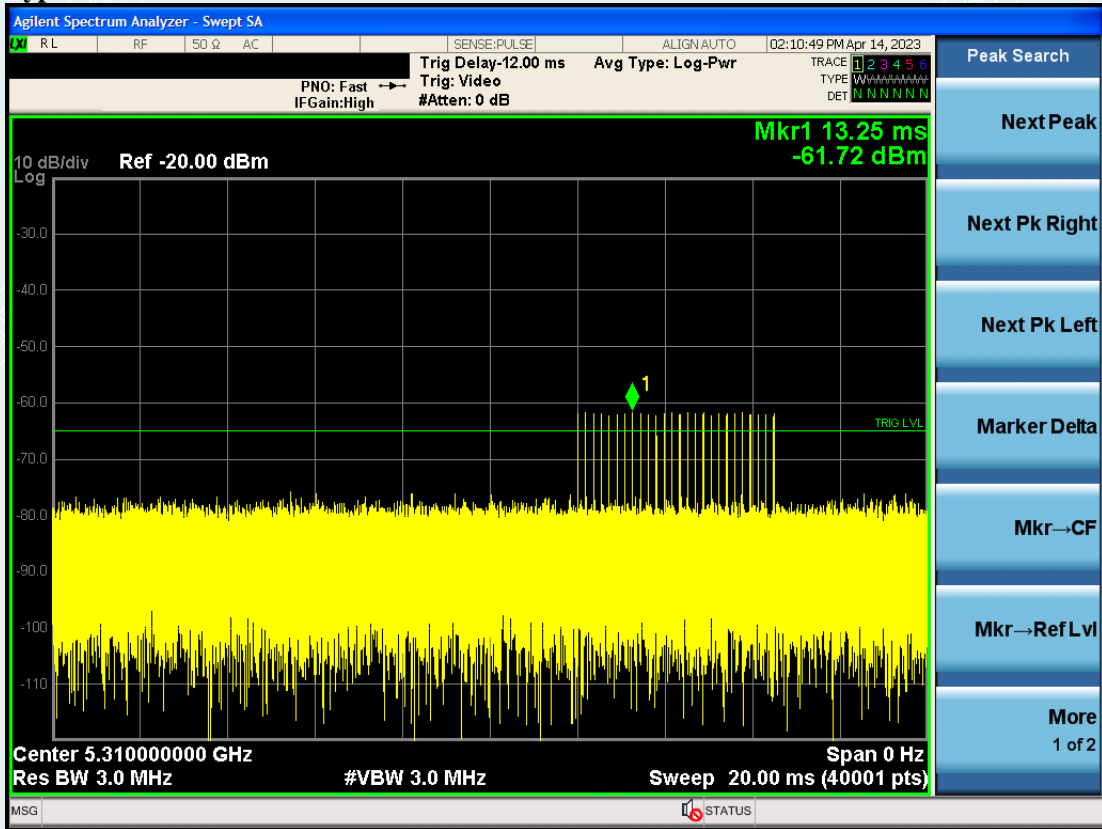 Agilent Spectrum Analyzer - Swept SA
LXI RL RF 50 Ω AC SENSE:PULSE ALIGN AUTO 02:10:49 PM Apr 14, 2023
Trig Delay-12.00 ms Avg Type: Log-Pwr TRACE 1 2 3 4 5 6
PNO: Fast Trig: Video TYPE
IFGain:High #Atten: 0 dB DET N N N N N N
Mkr1 13.25 ms
-61.72 dBm
10 dB/div Ref -20.00 dBm
Log
-30.0
-40.0
-50.0
1
-60.0
TRIG LVL
-70.0
-80.0
-90.0
-100
-110
Center 5.310000000 GHz Span 0 Hz
Res BW 3.0 MHz #VBW 3.0 MHz Sweep 20.00 ms (40001 pts)
MSG STATUS
Peak Search
Next Peak
Next Pk Right
Next Pk Left
Marker Delta
Mkr→CF
Mkr→Ref Lvl
More
1 of 2